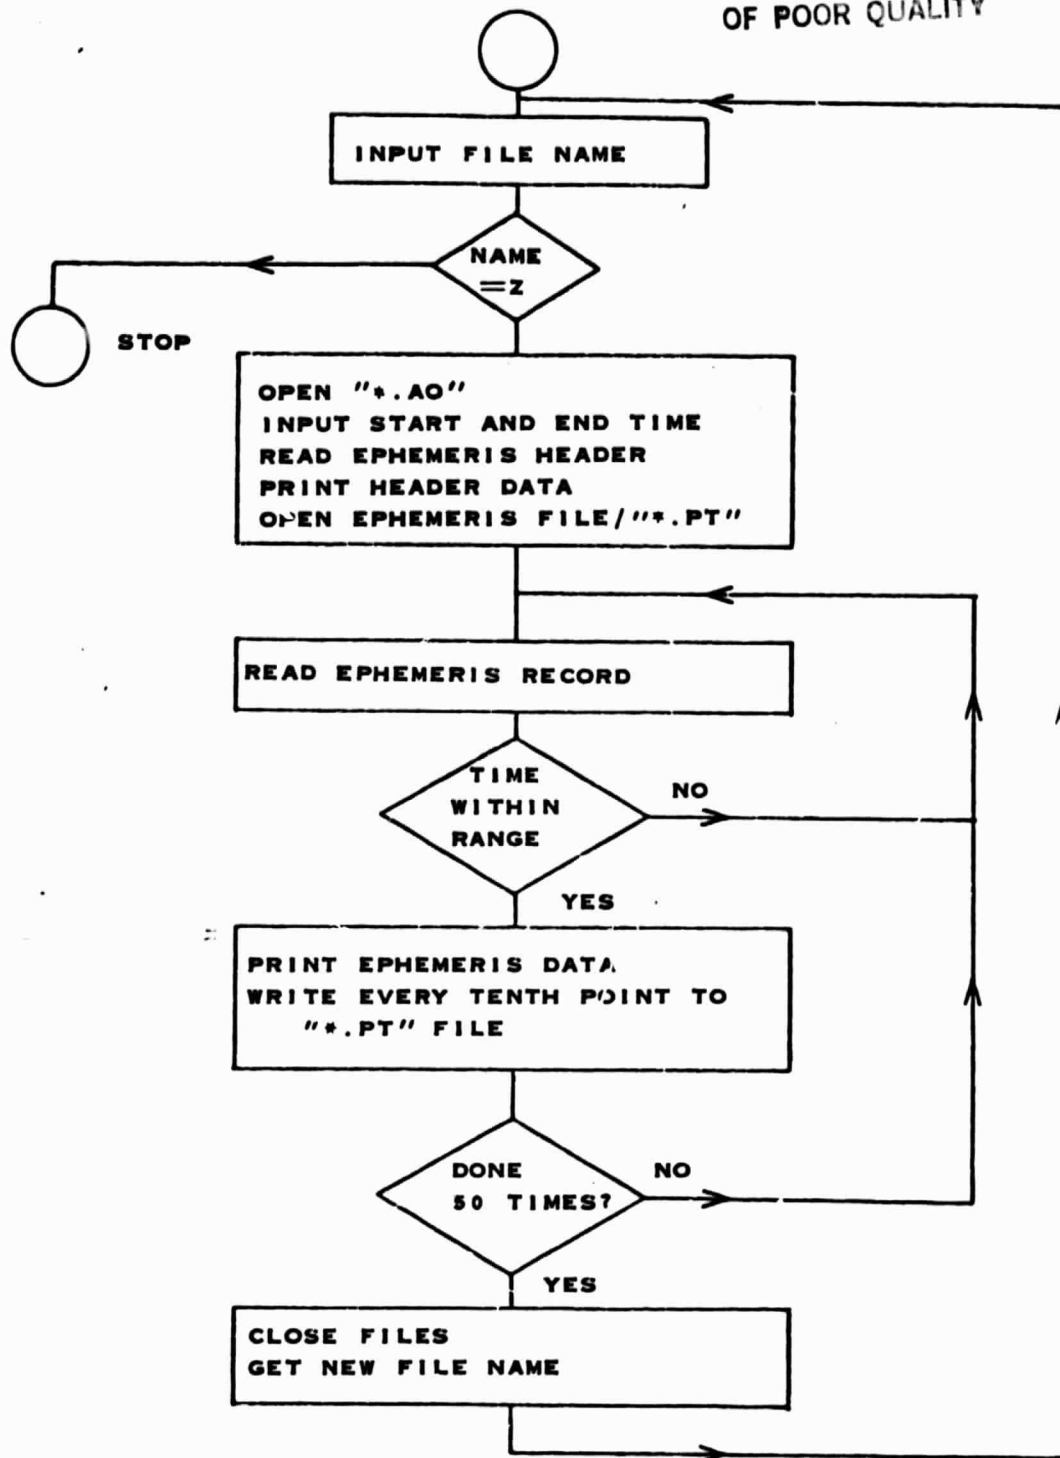 OF POOR QUALITY
INPUT FILE NAME
NAME
=Z
STOP
OPEN "*.AO"
INPUT START AND END TIME
READ EPHEMERIS HEADER
PRINT HEADER DATA
OPEN EPHEMERIS FILE/"*.PT"
READ EPHEMERIS RECORD
TIME
WITHIN
RANGE
NO
YES
PRINT EPHEMERIS DATA
WRITE EVERY TENTH POINT TO
"*.PT" FILE
DONE
50 TIMES?
NO
YES
CLOSE FILES
GET NEW FILE NAME